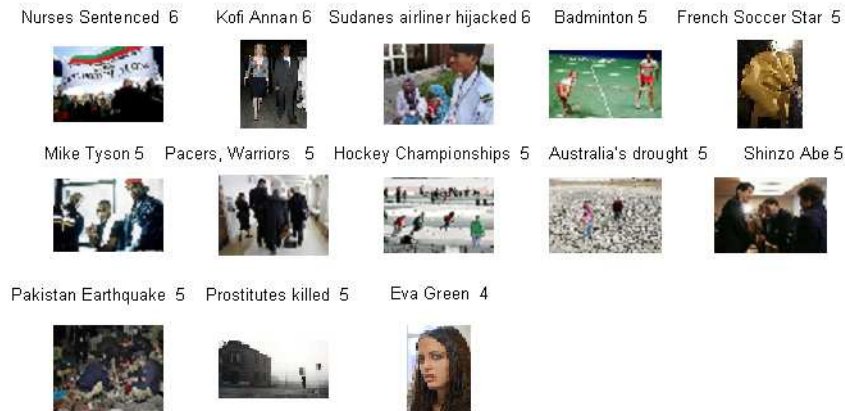 Nurses Sentenced 6 Kofi Annan 6 Sudanes airliner hijacked 6 Badminton 5 French Soccer Star 5
Mike Tyson 5 Pacers, Warriors 5 Hockey Championships 5 Australia's drought 5 Shinzo Abe 5
Pakistan Earthquake 5 Prostitutes killed 5 Eva Green 4